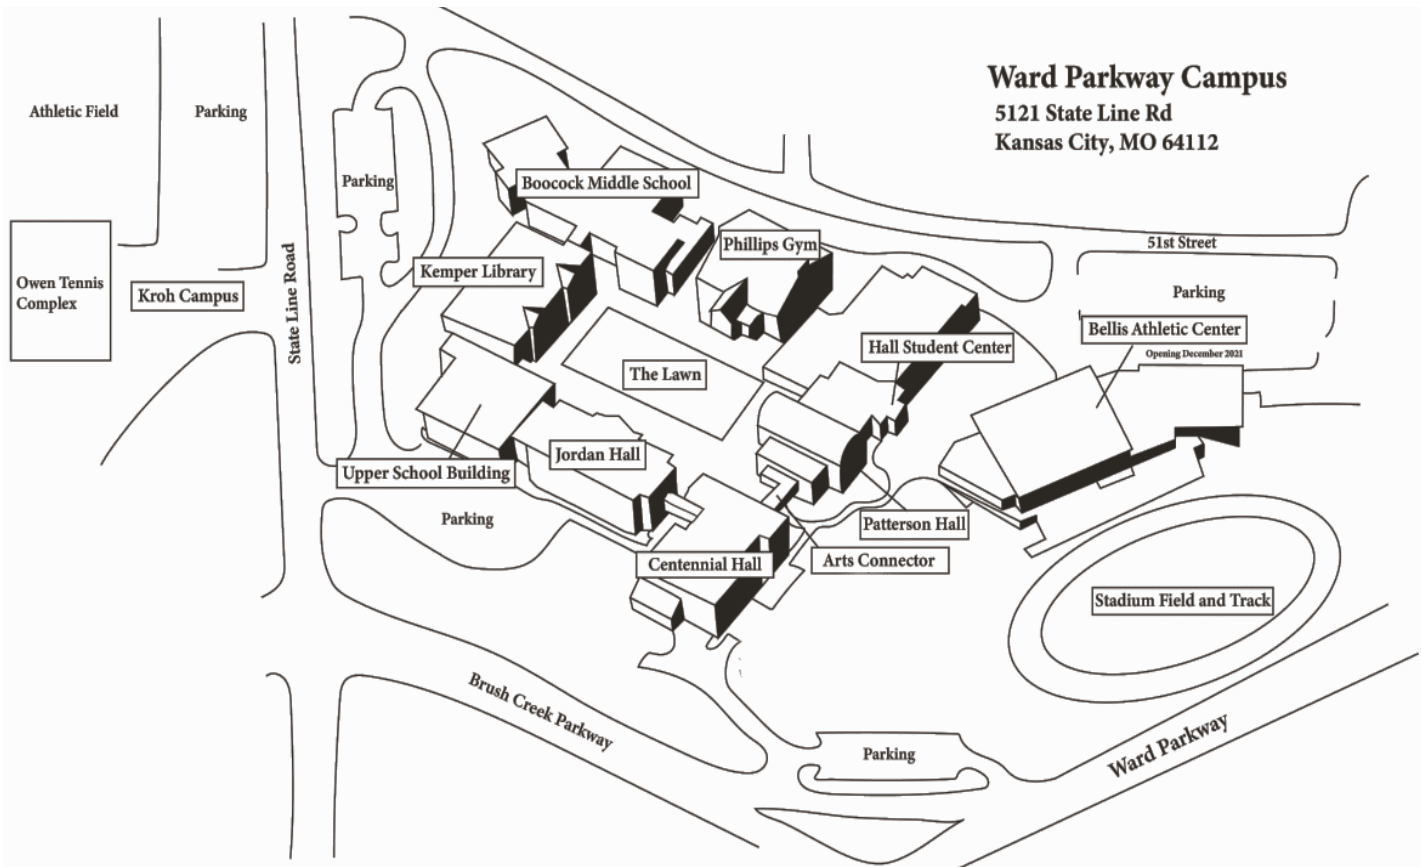 Ward Parkway Campus
5121 State Line Rd
Kansas City, MO 64112
Athletic Field
Parking
Parking
Boocock Middle School
Phillips Gym
51st Street
Kemper Library
Owen Tennis
Complex
Kroh Campus
State Line Road
Parking
Bellis Athletic Center
Opening December 2021
Hall Student Center
The Lawn
Jordan Hall
Upper School Building
Parking
Patterson Hall
Arts Connector
Centennial Hall
Stadium Field and Track
Brush Creek Parkway
Ward Parkway
Parking